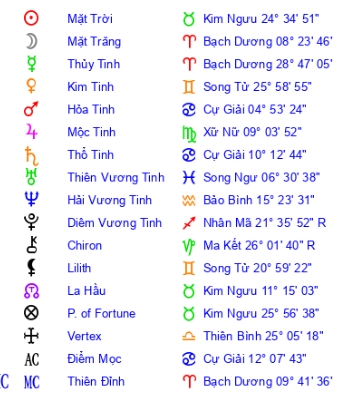 Mặt Trời Kim Ngưu 24° 34' 51"
Mặt Trăng Bạch Dương 08° 23' 46'
Thủy Tinh Bạch Dương 28° 47' 05'
Kim Tinh Song Tử 25° 58' 55"
Hỏa Tinh Cự Giải 04° 53' 24"
Mộc Tinh Xử Nữ 09° 03' 52"
Thổ Tinh Cự Giải 10° 12' 44"
Thiên Vương Tinh Song Ngư 06° 30' 38"
Hải Vương Tinh Bảo Bình 15° 23' 31"
Diêm Vương Tinh Nhân Mã 21° 35' 52" R
Chiron Ma Kết 26° 01' 40" R
Lilith Song Tử 20° 59' 22"
La Hầu Kim Ngưu 11° 15' 03"
P. of Fortune Kim Ngưu 25° 56' 38"
Vertex Thiên Bình 25° 05' 18"
AC Điểm Mọc Cự Giải 12° 07' 43"
MC Thiên Đỉnh Bạch Dương 09° 41' 36'